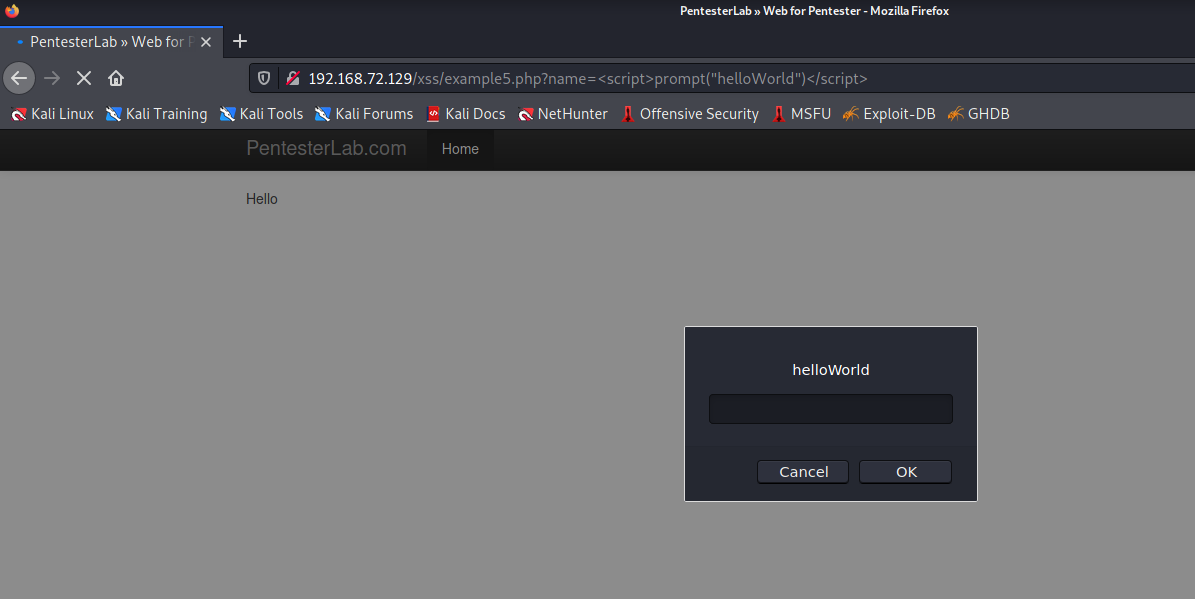 PentesterLab » Web for Pentester - Mozilla Firefox
PentesterLab » Web for P
192.168.72.129/xss/example5.php?name=<script>prompt("helloWorld")</script>
Kali Linux Kali Training Kali Tools Kali Forums Kali Docs NetHunter Offensive Security MSFU Exploit-DB GHDB
PentesterLab.com Home
Hello
helloWorld
Cancel OK